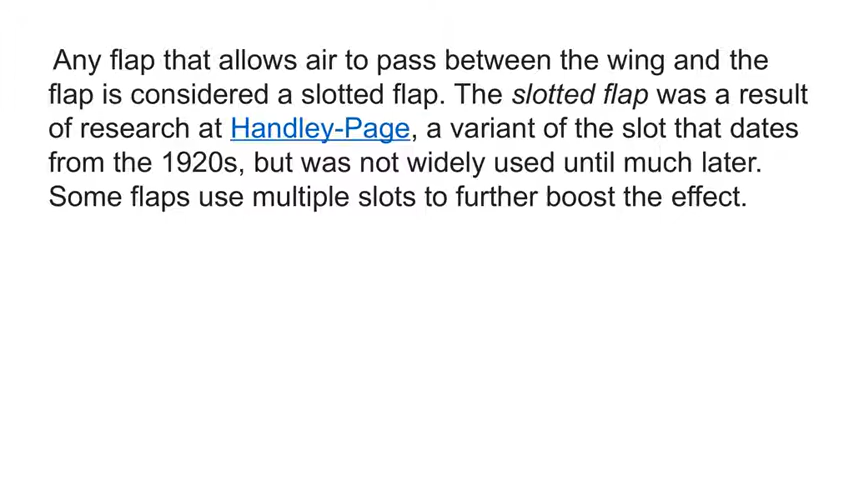 Any flap that allows air to pass between the wing and the
flap is considered a slotted flap. The slotted flap was a result
of research at Handley-Page, a variant of the slot that dates
from the 1920s, but was not widely used until much later.
Some flaps use multiple slots to further boost the effect.